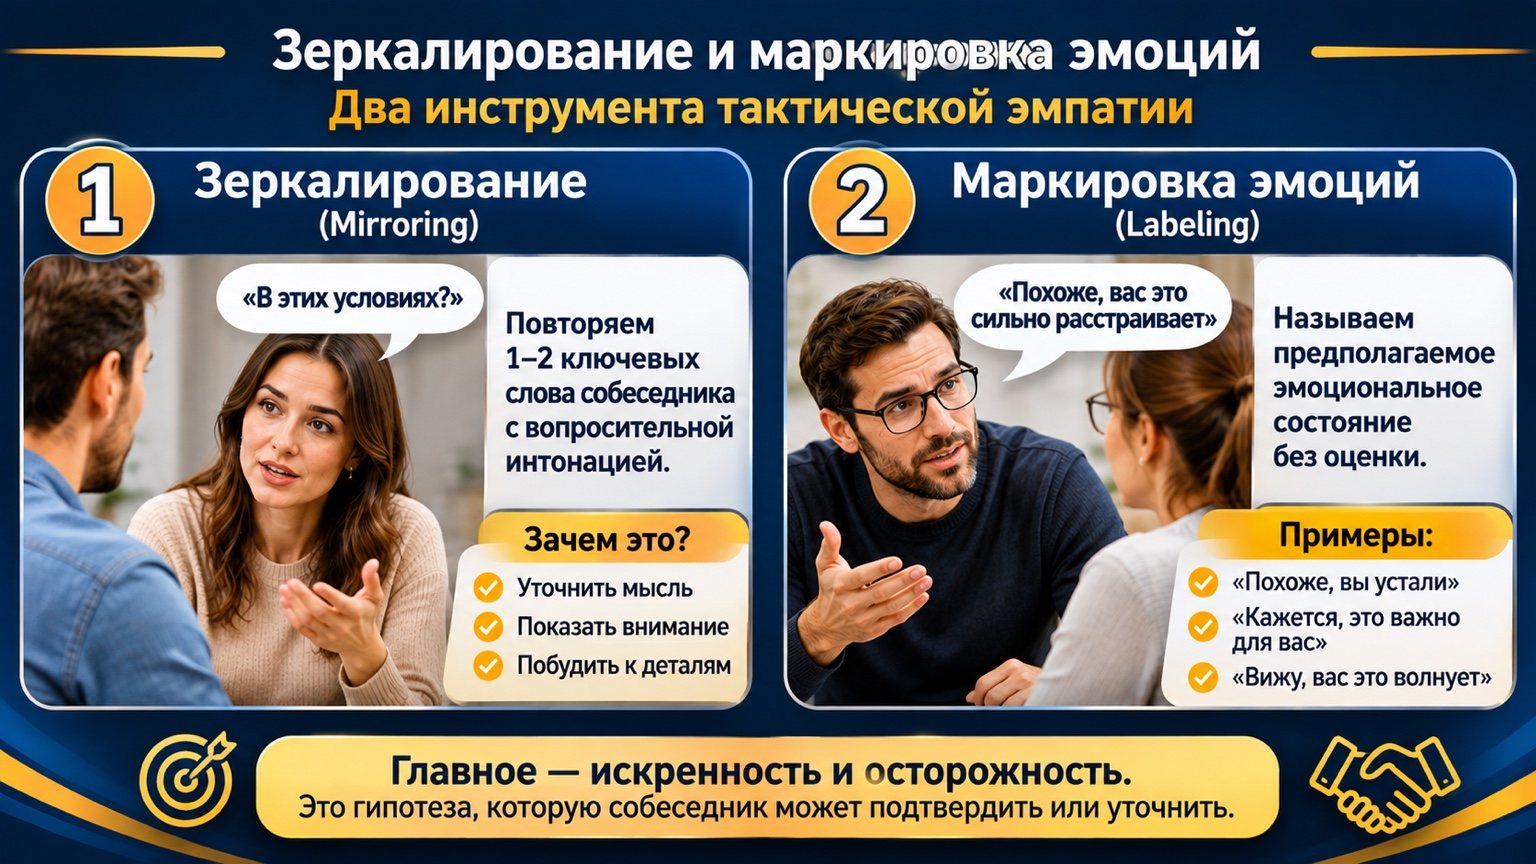 Зеркалирование и маркировка эмоций
Два инструмента тактической эмпатии
1
Зеркалирование
(Mirroring)
«В этих условиях?»
Повторяем
1–2 ключевых
слова собеседника
с вопросительной
интонацией.
Зачем это?
Уточнить мысль
Показать внимание
Побудить к деталям
2
Маркировка эмоций
(Labeling)
«Похоже, вас это
сильно расстраивает»
Называем
предполагаемое
эмоциональное
состояние
без оценки.
Примеры:
«Похоже, вы устали»
«Кажется, это важно
для вас»
«Вижу, вас это волнует»
Главное — искренность и осторожность.
Это гипотеза, которую собеседник может подтвердить или уточнить.